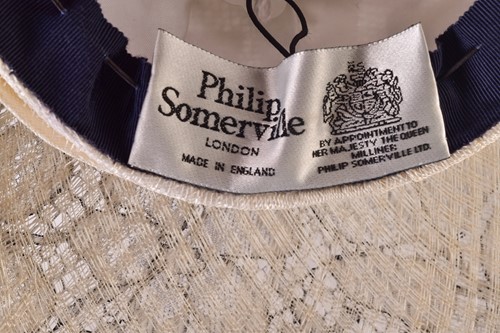 Philip
Somerville
LONDON
MADE IN ENGLAND
BY APPOINTMENT TO
HER MAJESTY THE QUEEN
MILLINER
PHILIP SOMERVILLE LTD.